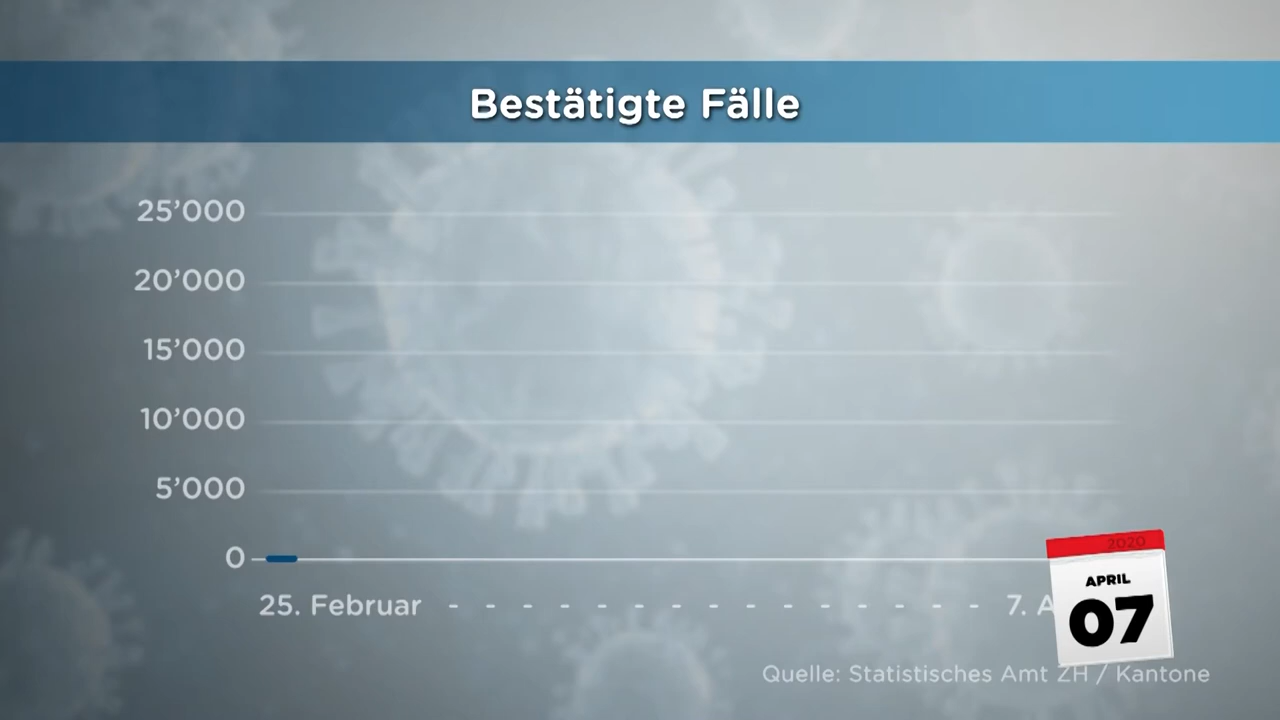 Bestätigte Fälle
25’000
20’000
15’000
10’000
5’000
0
25. Februar - - - - - - - - - - - - - - - 7. A
2020
APRIL
07
Quelle: Statistisches Amt ZH / Kantone